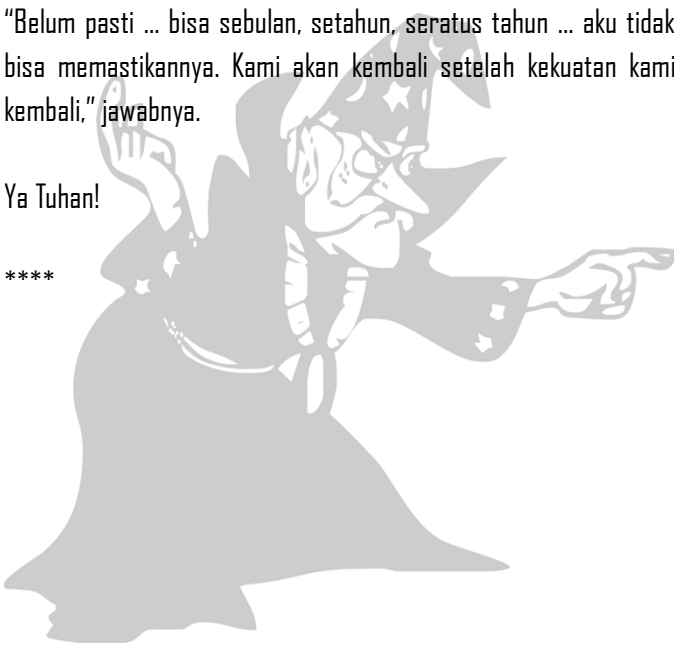 “Belum pasti ... bisa sebulan, setahun, seratus tahun ... aku tidak
bisa memastikannya. Kami akan kembali setelah kekuatan kami
kembali,” jawabnya.
Ya Tuhan!
****